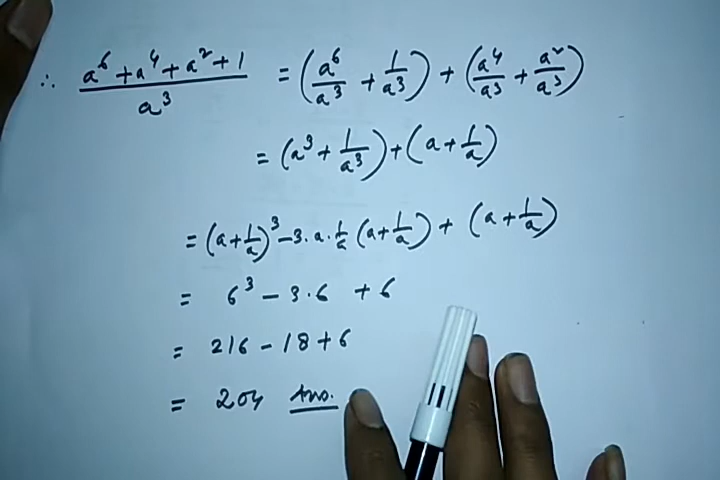 ∴ (a⁶ + a⁴ + a² + 1)/a³ = (a⁶/a³ + 1/a³) + (a⁴/a³ + a²/a³)
= (a³ + 1/a³) + (a + 1/a)
= (a + 1/a)³ - 3.a.1/a (a + 1/a) + (a + 1/a)
= 6³ - 3.6 + 6
= 216 - 18 + 6
= 204 Ans.